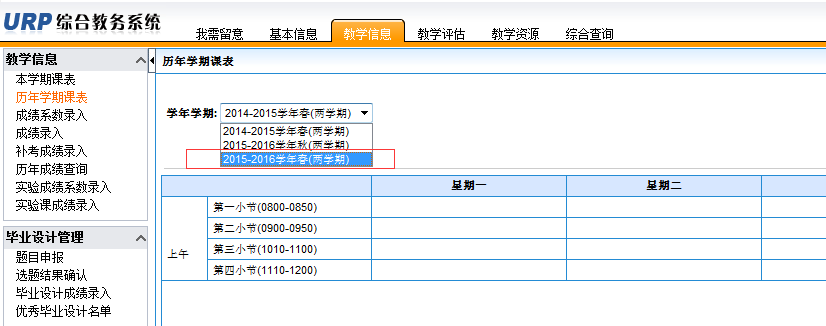 URP 综合教务系统
我需留意 基本信息 教学信息 教学评估 教学资源 综合查询
教学信息
本学期课表
历年学期课表
成绩系数录入
成绩录入
补考成绩录入
历年成绩查询
实验成绩系数录入
实验课成绩录入
毕业设计管理
题目申报
选题结果确认
毕业设计成绩录入
优秀毕业设计名单
历年学期课表
学年学期: 2014-2015学年春(两学期)
2014-2015学年春(两学期)
2015-2016学年秋(两学期)
2015-2016学年春(两学期)
星期一 星期二
上午
第一小节(0800-0850)
第二小节(0900-0950)
第三小节(1010-1100)
第四小节(1110-1200)